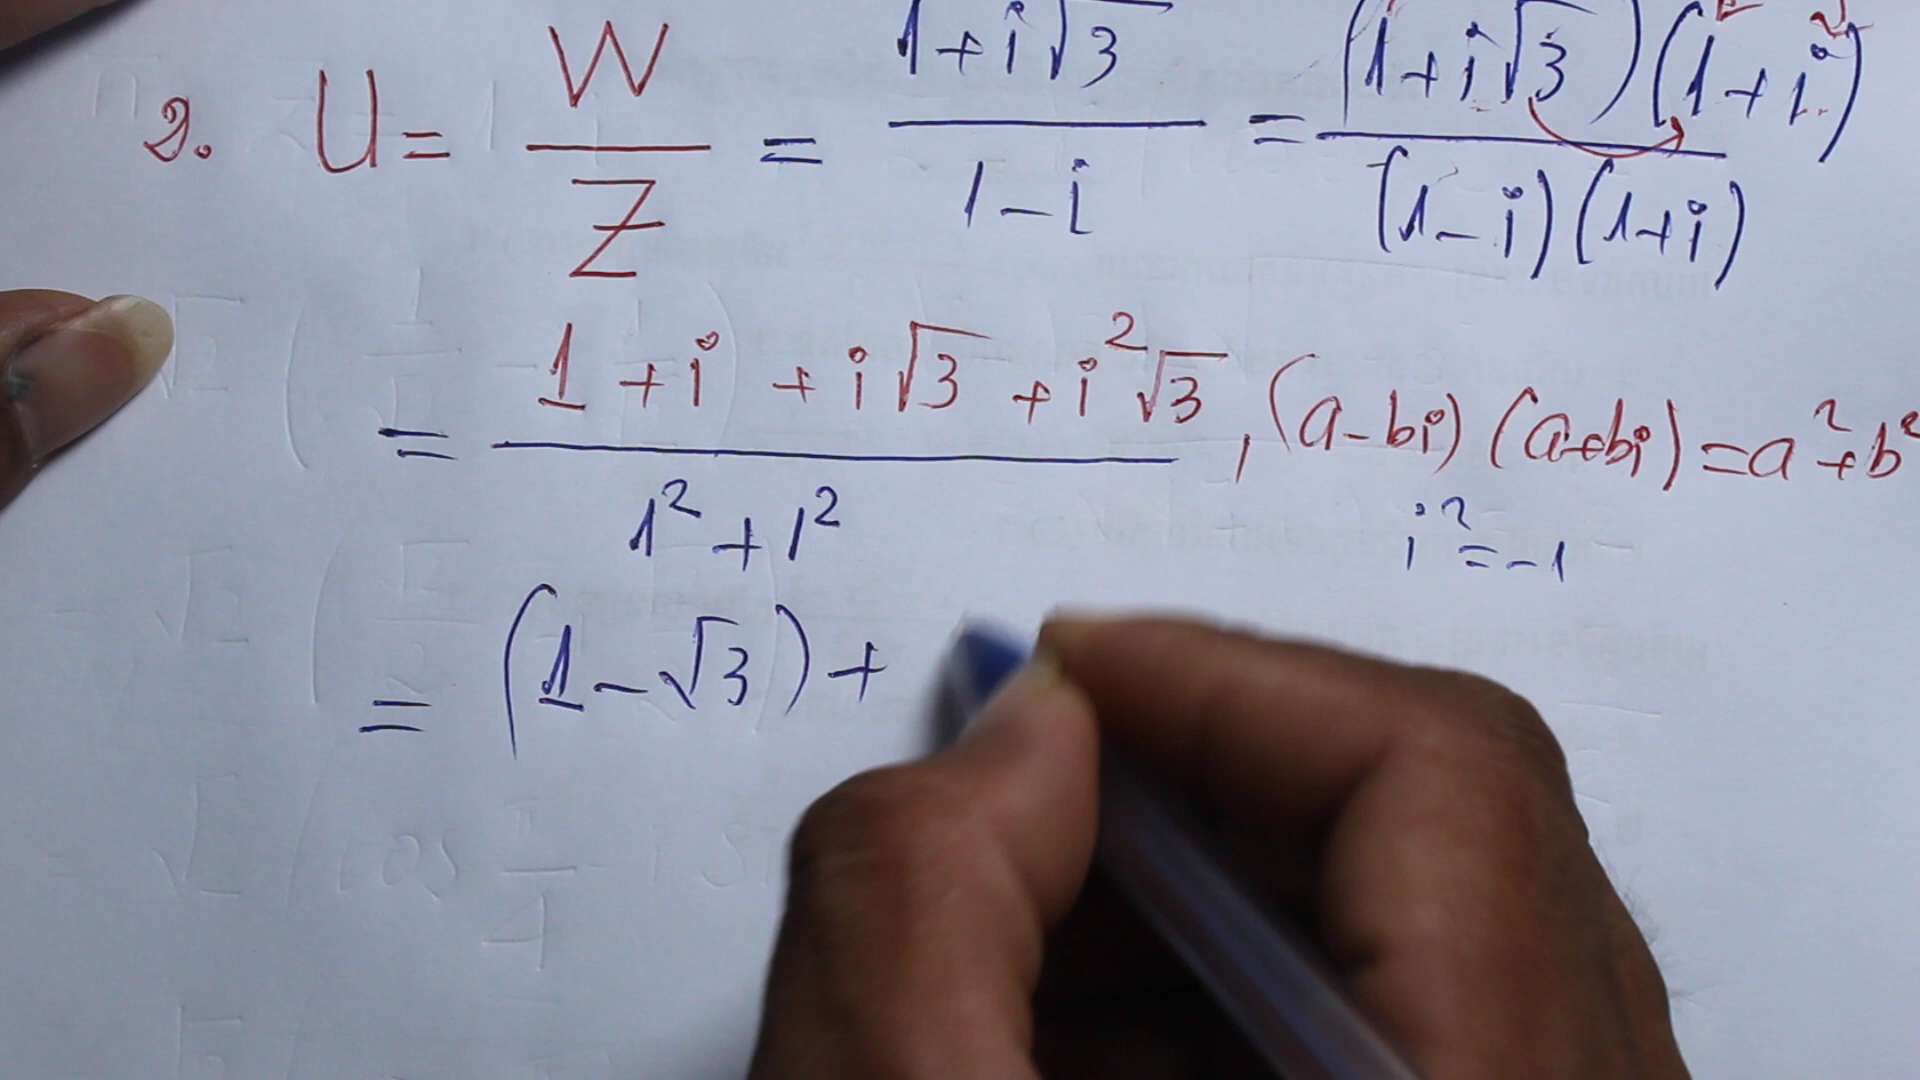 2. U = W/Z = 1+i√3 / 1-i = (1+i√3)(1+i) / (1-i)(1+i)
= 1+i+i√3+i²√3 / 1²+1² , (a-bi)(a+bi)=a²+b²
i²=-1
= (1-√3)+